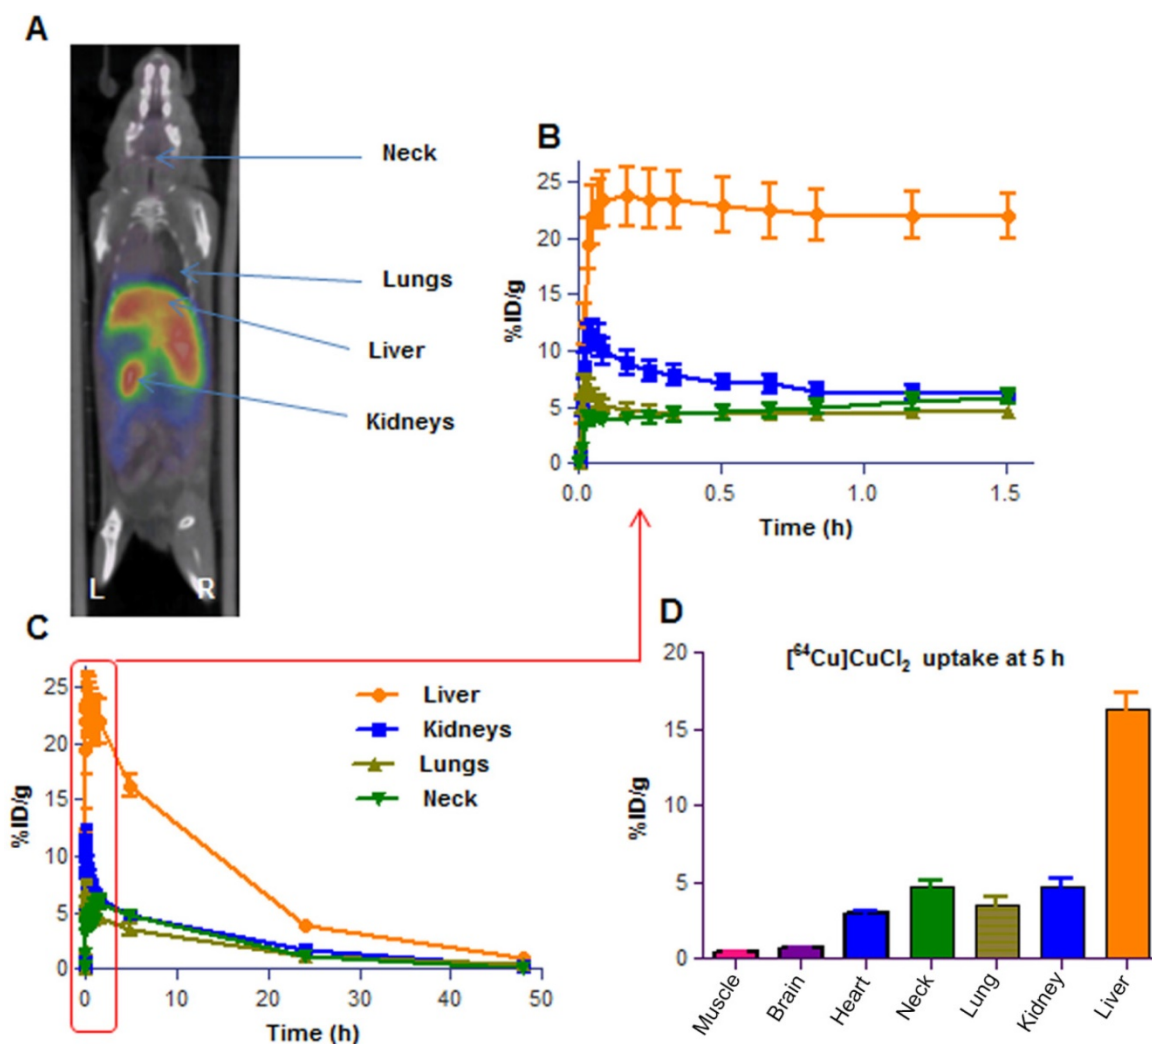 A
Neck
Lungs
Liver
Kidneys
L
R
B
25
20
15
10
5
0
%ID/g
0.0
0.5
1.0
1.5
Time (h)
C
25
20
15
10
5
0
%ID/g
Liver
Kidneys
Lungs
Neck
0
10
20
30
40
50
Time (h)
D
[⁶⁴Cu]CuCl₂ uptake at 5 h
20
15
10
5
0
%ID/g
Muscle
Brain
Heart
Neck
Lung
Kidney
Liver